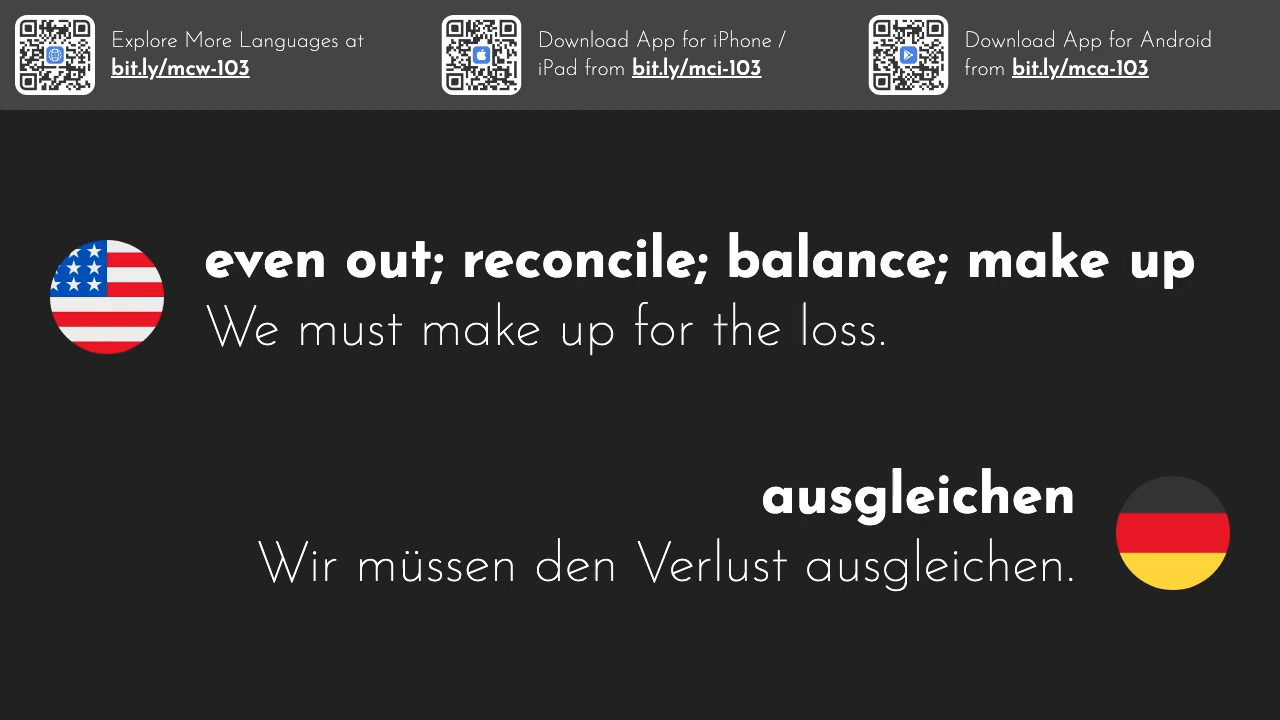 Explore More Languages at
bit.ly/mcw-103
Download App for iPhone /
iPad from bit.ly/mci-103
Download App for Android
from bit.ly/mca-103
even out; reconcile; balance; make up
We must make up for the loss.
ausgleichen
Wir müssen den Verlust ausgleichen.